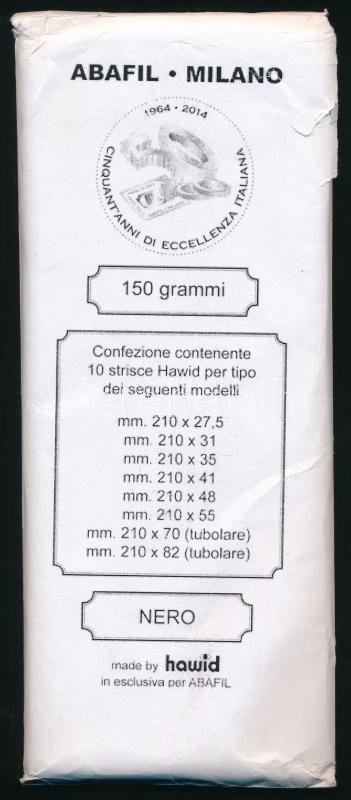 ABAFIL • MILANO
1964 • 2014
CINQUANT'ANNI DI ECCELLENZA ITALIANA
150 grammi
Confezione contenente
10 strisce Hawid per tipo
dei seguenti modelli
mm. 210 x 27,5
mm. 210 x 31
mm. 210 x 35
mm. 210 x 41
mm. 210 x 48
mm. 210 x 55
mm. 210 x 70 (tubolare)
mm. 210 x 82 (tubolare)
NERO
made by hawid
in esclusiva per ABAFIL